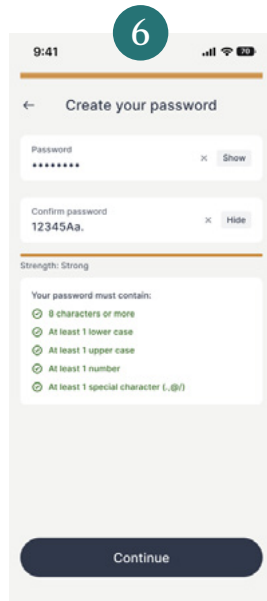 6
9:41
70
Create your password
Password
••••••••
Show
Confirm password
12345Aa.
Hide
Strength: Strong
Your password must contain:
8 characters or more
At least 1 lower case
At least 1 upper case
At least 1 number
At least 1 special character (.,@/)
Continue